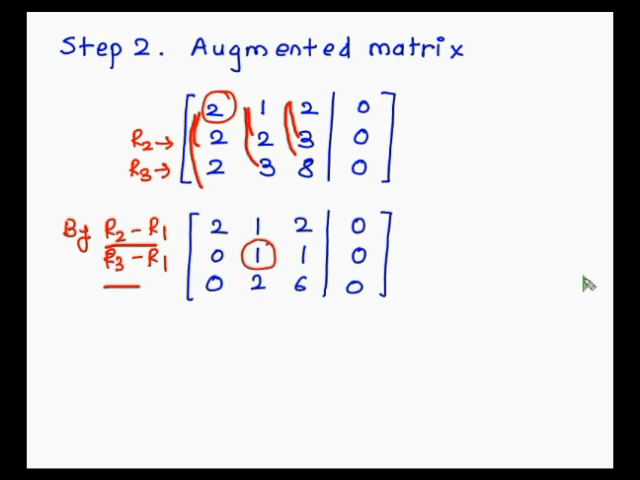 Step 2. Augmented matrix
2 1 2 0
R2→ 2 2 3 0
R3→ 2 3 8 0
By R2 - R1 2 1 2 0
R3 - R1 0 1 1 0
0 2 6 0